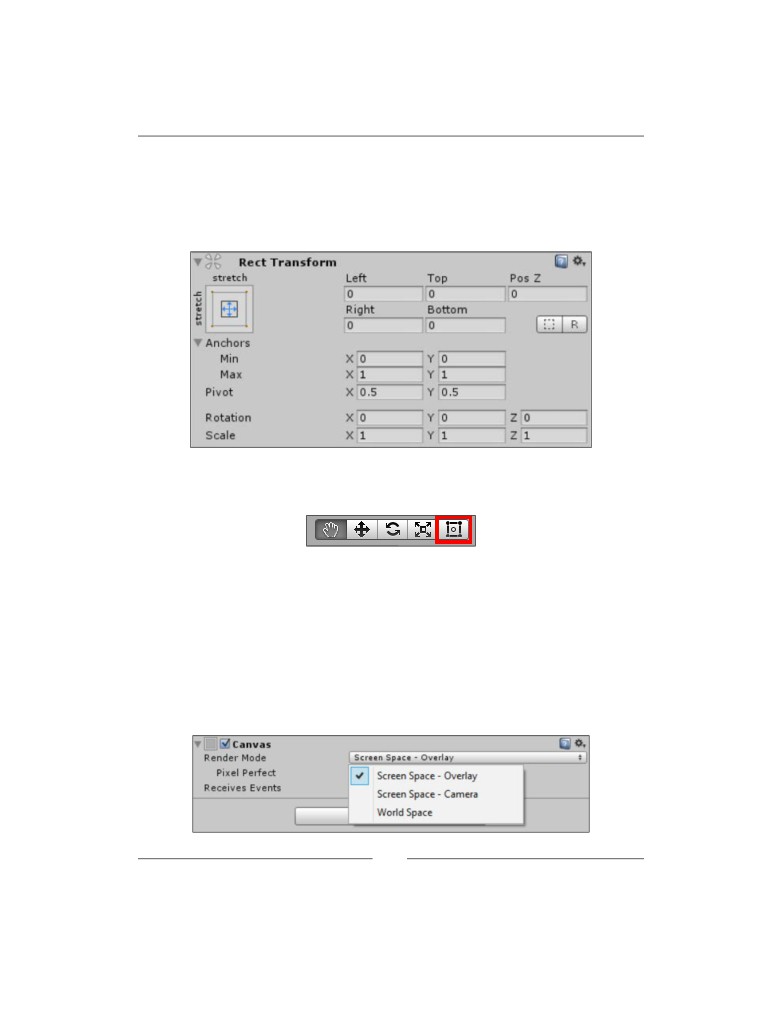 Rect Transform
stretch
stretch
Left Top Pos Z
0 0 0
Right Bottom
0 0
R
Anchors
Min X 0 Y 0
Max X 1 Y 1
Pivot X 0.5 Y 0.5
Rotation X 0 Y 0 Z 0
Scale X 1 Y 1 Z 1
Canvas
Render Mode Screen Space - Overlay
Pixel Perfect
Screen Space - Overlay
Receives Events
Screen Space - Camera
World Space